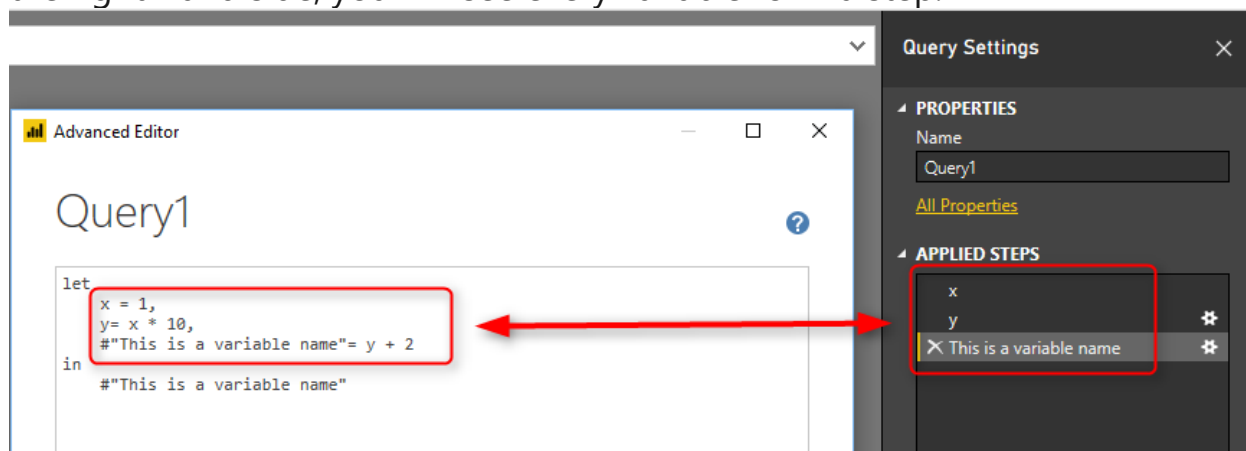 Query Settings
PROPERTIES
Name
Query1
All Properties
APPLIED STEPS
x
y
This is a variable name
Advanced Editor
Query1
let
x = 1,
y= x * 10,
#"This is a variable name"= y + 2
in
#"This is a variable name"